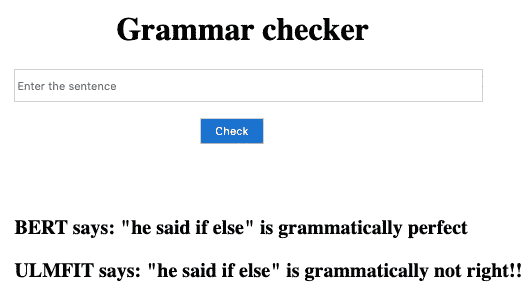 Grammar checker
Enter the sentence
Check
BERT says: "he said if else" is grammatically perfect
ULMFIT says: "he said if else" is grammatically not right!!